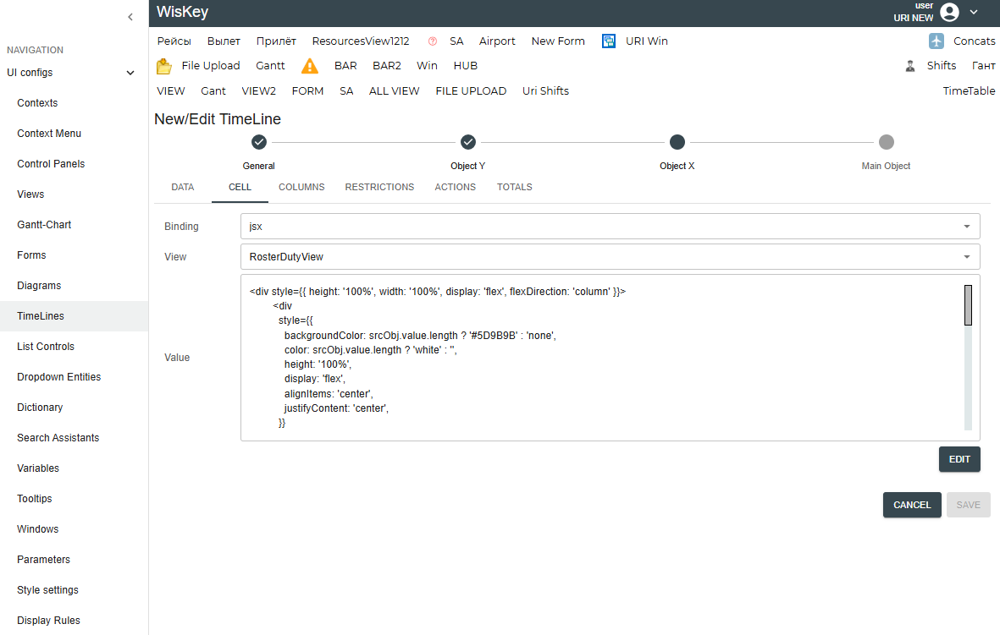 WisKey
user
URI NEW
NAVIGATION
UI configs
Contexts
Context Menu
Control Panels
Views
Gantt-Chart
Forms
Diagrams
TimeLines
List Controls
Dropdown Entities
Dictionary
Search Assistants
Variables
Tooltips
Windows
Parameters
Style settings
Display Rules
Рейсы Вылет Прилёт ResourcesView1212 SA Airport New Form URI Win Concats
File Upload Gantt BAR BAR2 Win HUB Shifts Гант
VIEW Gant VIEW2 FORM SA ALL VIEW FILE UPLOAD Uri Shifts TimeTable
New/Edit TimeLine
General Object Y Object X Main Object
DATA CELL COLUMNS RESTRICTIONS ACTIONS TOTALS
Binding jsx
View RosterDutyView
Value
<div style={{ height: '100%', width: '100%', display: 'flex', flexDirection: 'column' }}>
<div
style={{
backgroundColor: srcObj.value.length ? '#5D9B9B' : 'none',
color: srcObj.value.length ? 'white' : '',
height: '100%',
display: 'flex',
alignItems: 'center',
justifyContent: 'center',
}}
EDIT
CANCEL SAVE